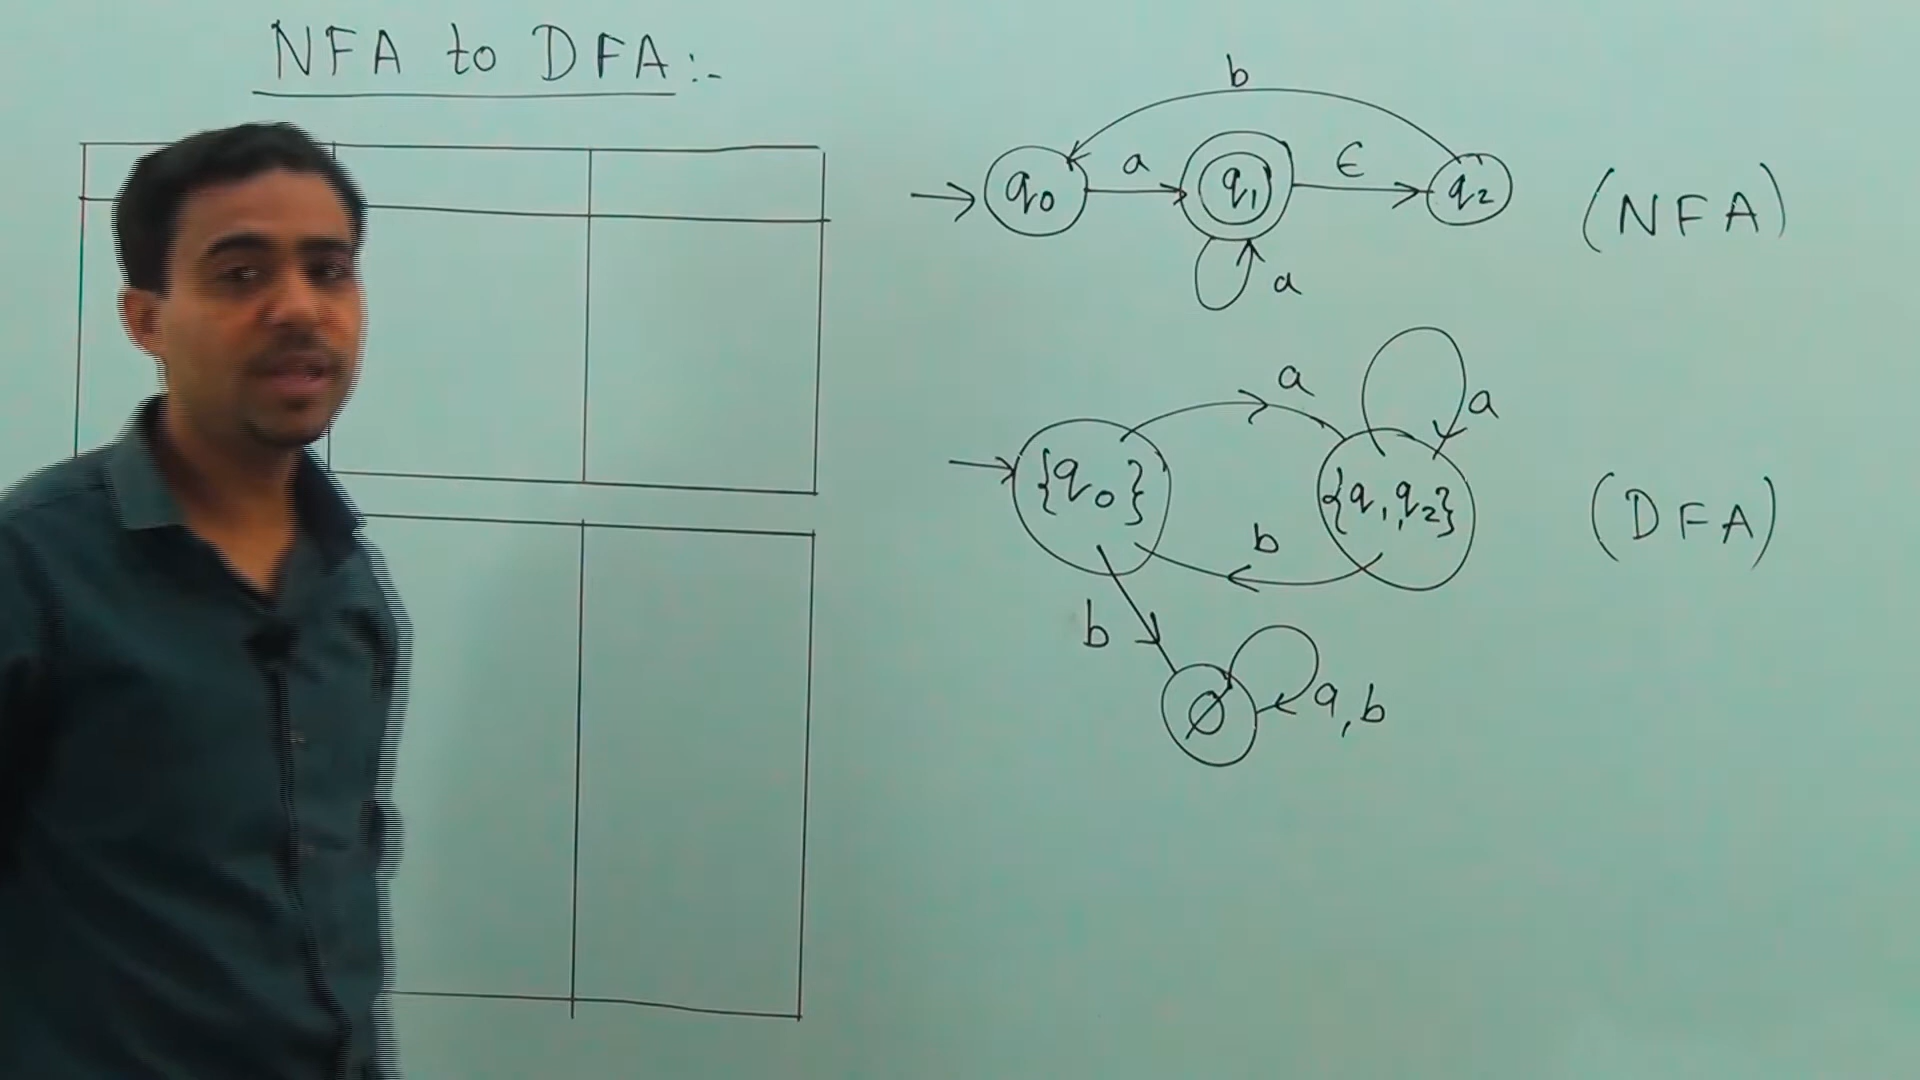 NFA to DFA :-
b
q0 a q1 ϵ q2 (NFA)
a
a
a
{q0} {q1,q2} (DFA)
b
b
∅ a,b